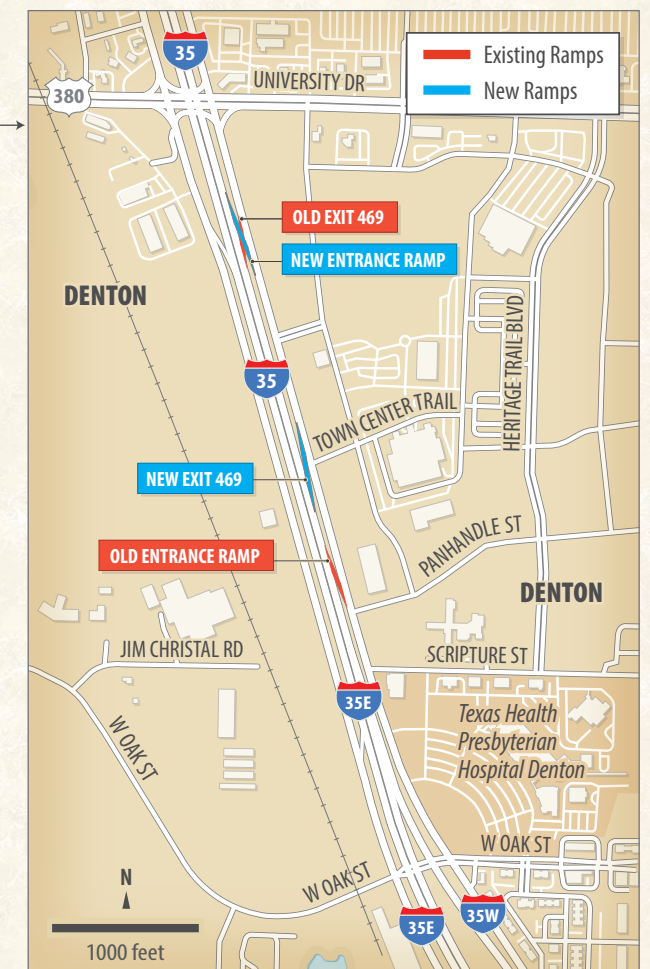 35
Existing Ramps
New Ramps
UNIVERSITY DR
380
OLD EXIT 469
NEW ENTRANCE RAMP
DENTON
HERITAGE TRAIL BLVD
35
TOWN CENTER TRAIL
NEW EXIT 469
PANHANDLE ST
OLD ENTRANCE RAMP
DENTON
JIM CHRISTAL RD
SCRIPTURE ST
35E
Texas Health
Presbyterian
Hospital Denton
W OAK ST
W OAK ST
W OAK ST
N
35E
35W
1000 feet